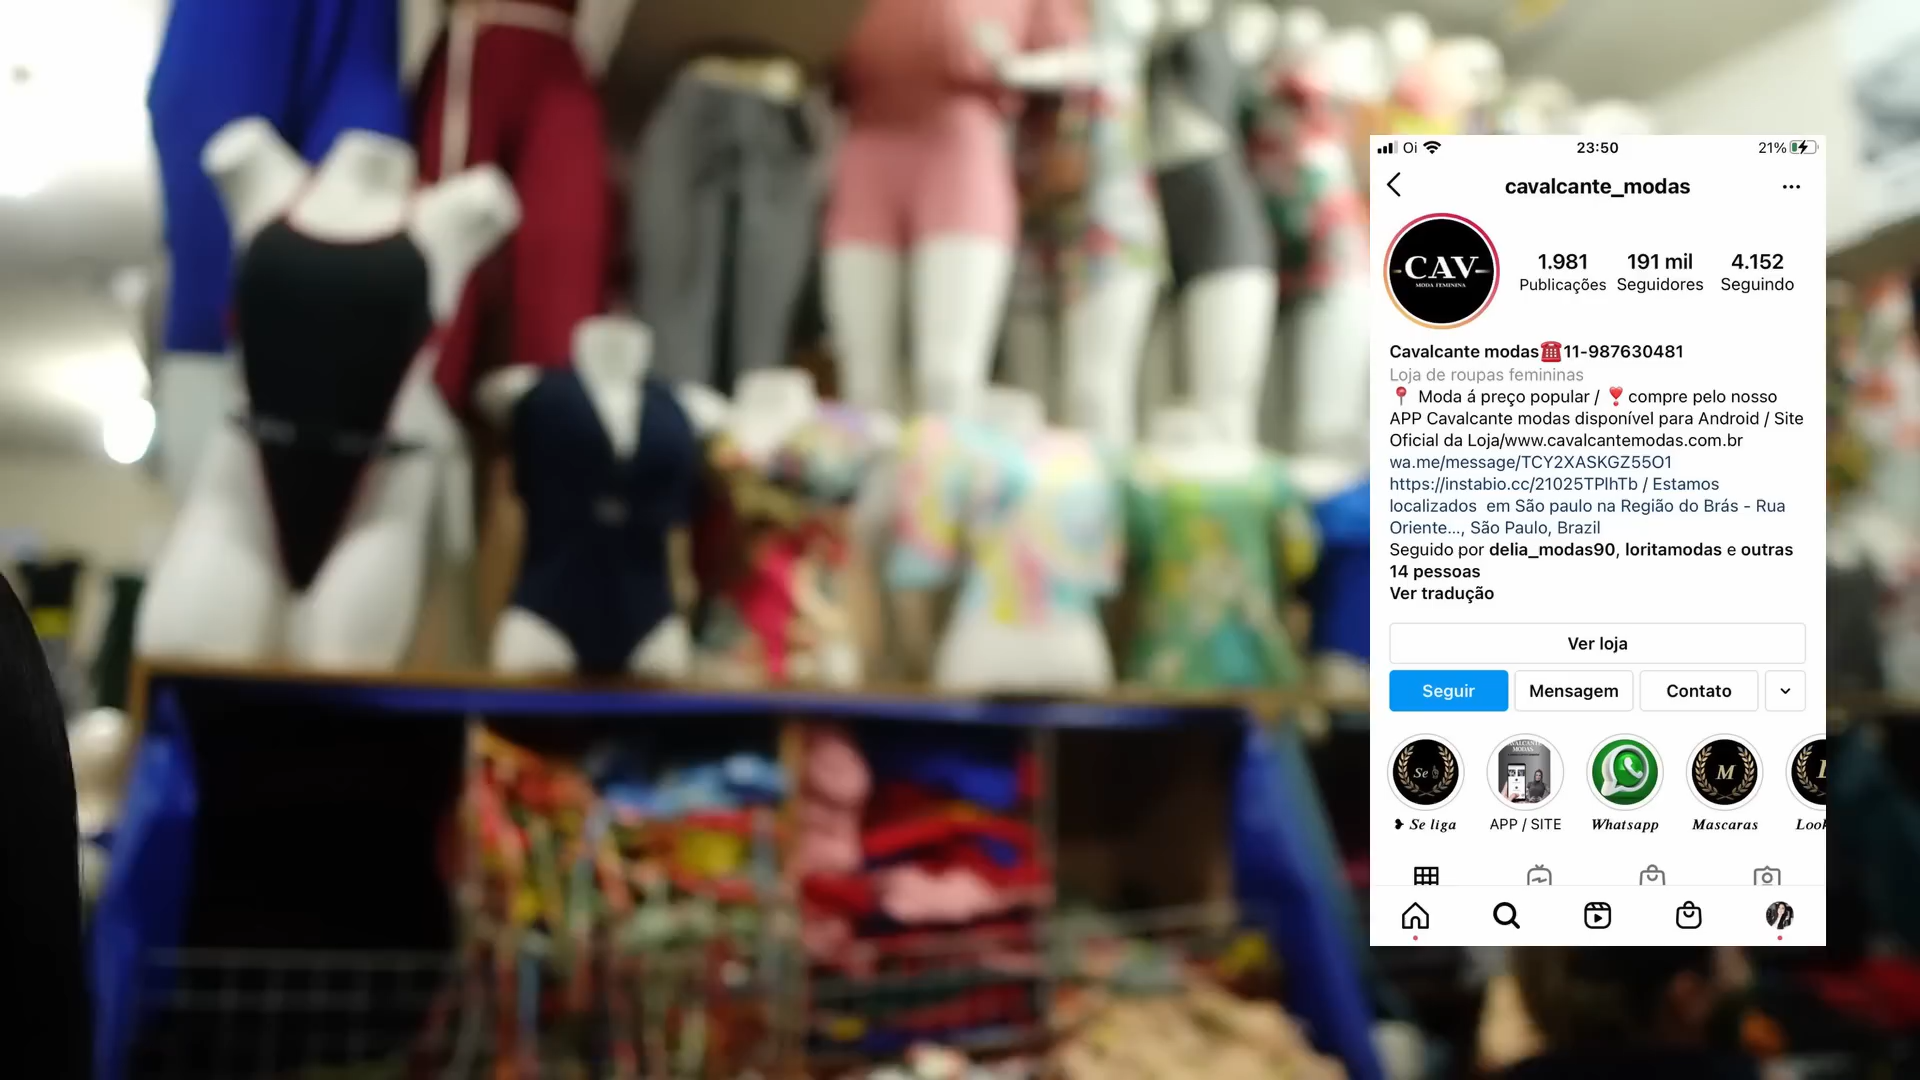 Oi
23:50
21%
cavalcante_modas
CAV
MODA FEMININA
1.981
191 mil
4.152
Publicações
Seguidores
Seguindo
Cavalcante modas☎️11-987630481
Loja de roupas femininas
📍 Moda á preço popular / ❣️compre pelo nosso
APP Cavalcante modas disponível para Android / Site
Oficial da Loja/www.cavalcantemodas.com.br
wa.me/message/TCY2XASKGZ55O1
https://instabio.cc/21025TPlhTb / Estamos
localizados em São paulo na Região do Brás - Rua
Oriente..., São Paulo, Brazil
Seguido por delia_modas90, loritamodas e outras
14 pessoas
Ver tradução
Ver loja
Seguir
Mensagem
Contato
Se
M
❥ Se liga
APP / SITE
Whatsapp
Mascaras
Look